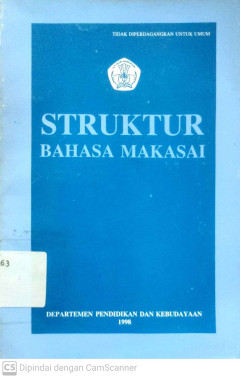 TIDAK DIPERDAGANGKAN UNTUK UMUM
STRUKTUR
BAHASA MAKASAI
63
DEPARTEMEN PENDIDIKAN DAN KEBUDAYAAN
1998
CS Dipindai dengan CamScanner